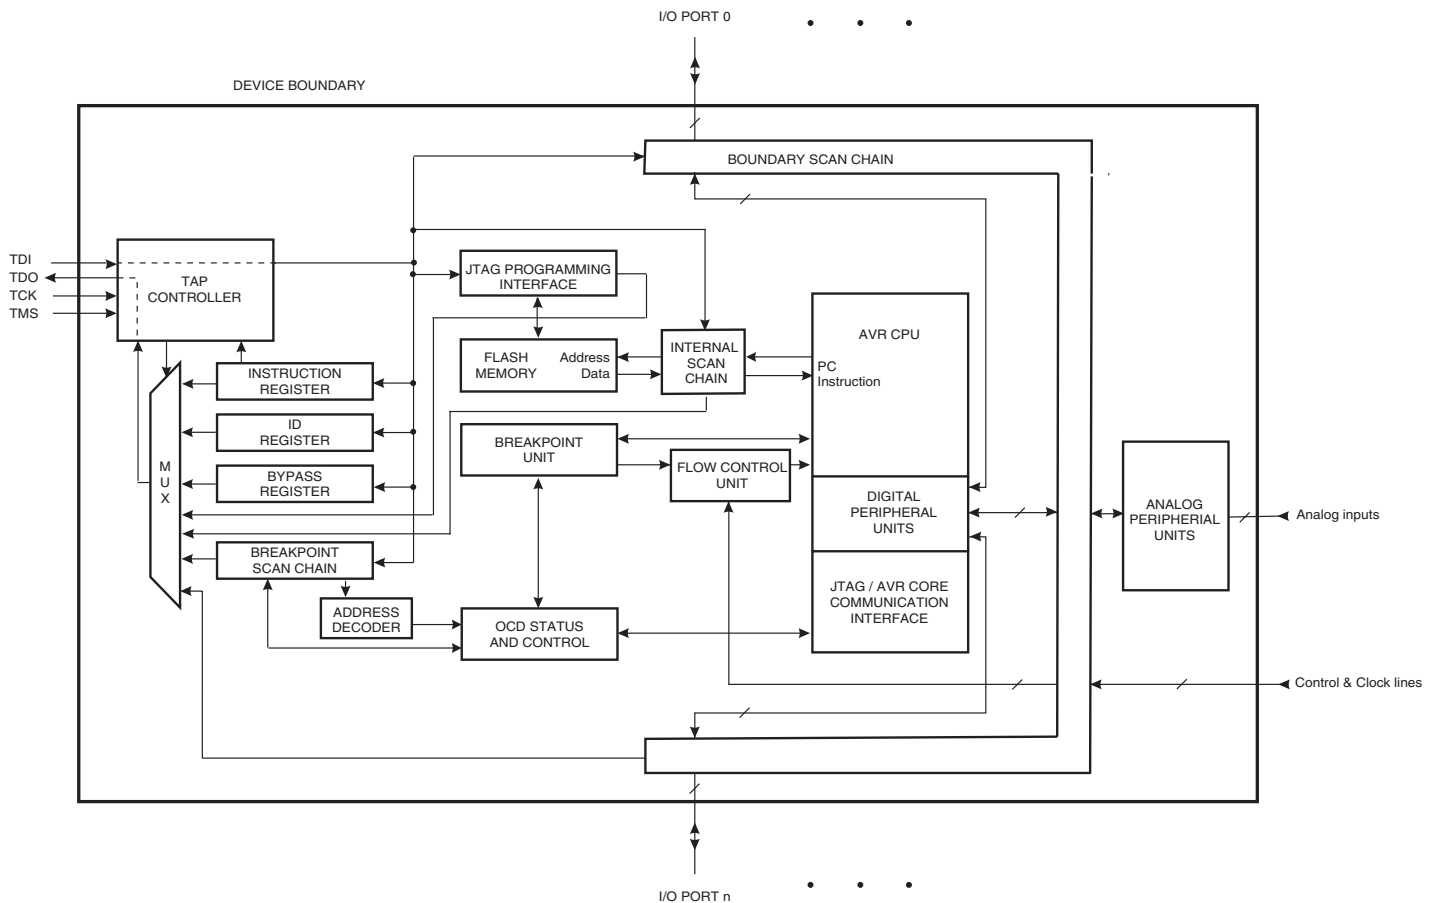 I/O PORT 0
DEVICE BOUNDARY
BOUNDARY SCAN CHAIN
TDI
TDO
TCK
TMS
TAP
CONTROLLER
JTAG PROGRAMMING
INTERFACE
FLASH
MEMORY
Address
Data
INTERNAL
SCAN
CHAIN
AVR CPU
PC
Instruction
INSTRUCTION
REGISTER
ID
REGISTER
BYPASS
REGISTER
M
U
X
BREAKPOINT
UNIT
FLOW CONTROL
UNIT
DIGITAL
PERIPHERAL
UNITS
ANALOG
PERIPHERIAL
UNITS
Analog inputs
BREAKPOINT
SCAN CHAIN
ADDRESS
DECODER
OCD STATUS
AND CONTROL
JTAG / AVR CORE
COMMUNICATION
INTERFACE
Control & Clock lines
I/O PORT n